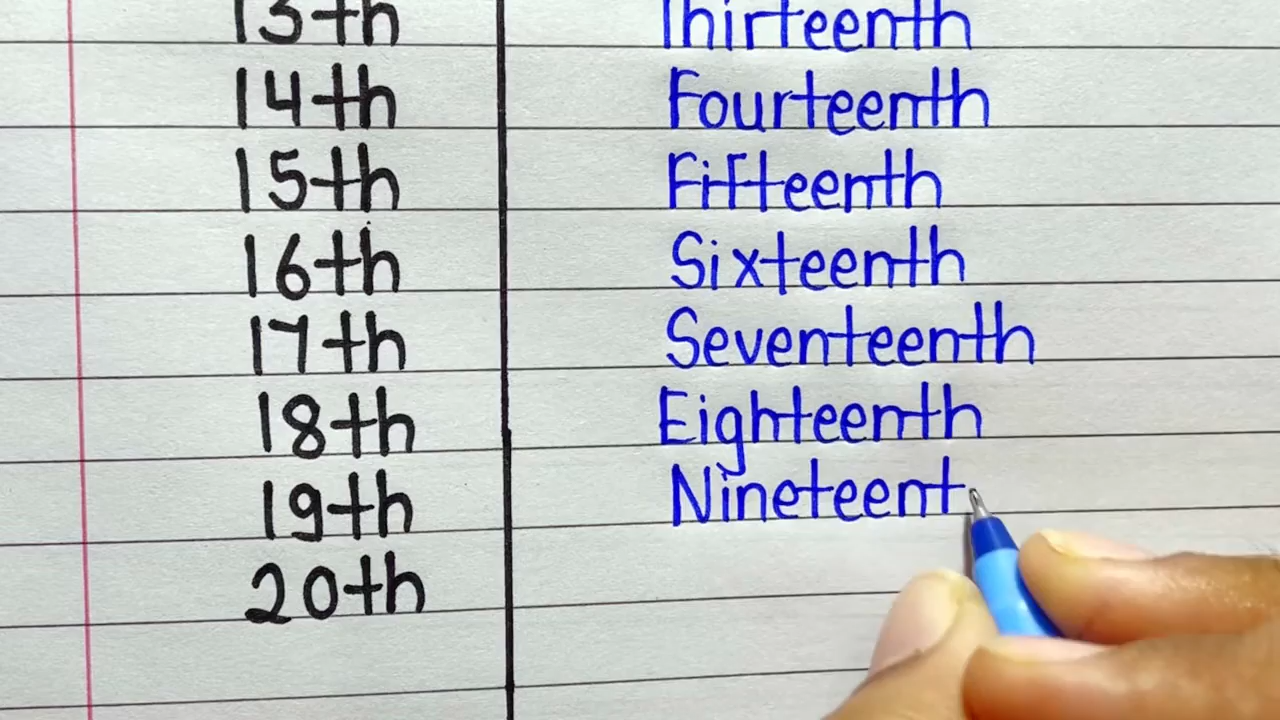 13th Thirteenth
14th Fourteenth
15th Fifteenth
16th Sixteenth
17th Seventeenth
18th Eighteenth
19th Nineteent
20th